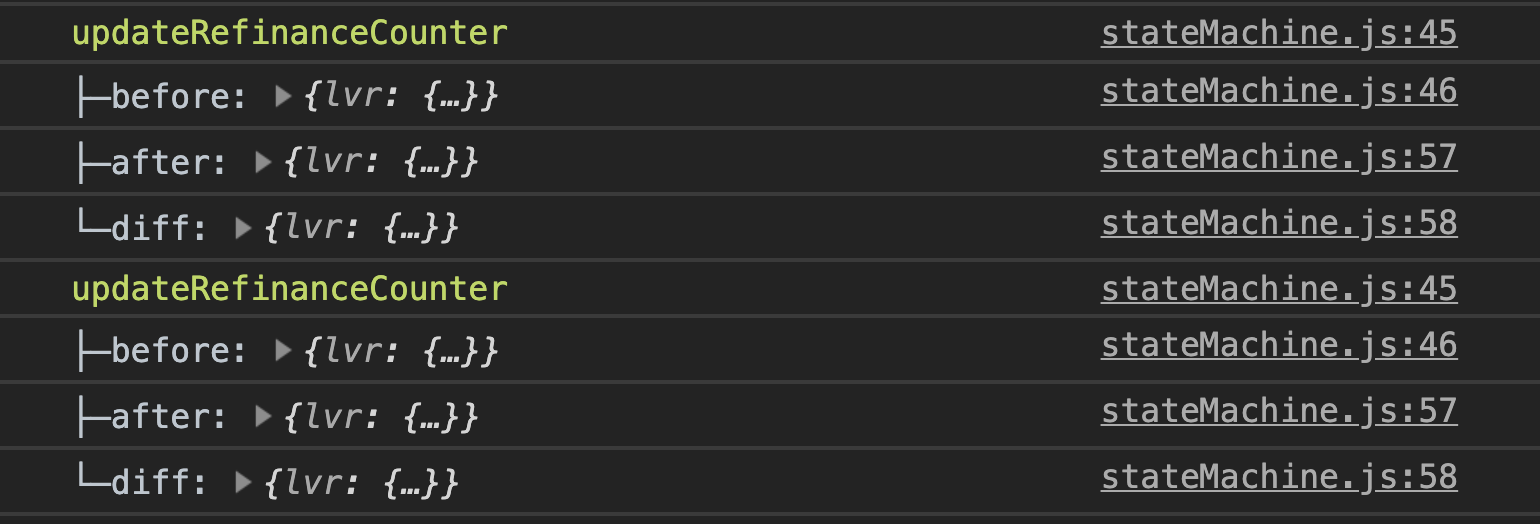 updateRefinanceCounter stateMachine.js:45
├─before: ▶ {lvr: {…}} stateMachine.js:46
├─after: ▶ {lvr: {…}} stateMachine.js:57
└─diff: ▶ {lvr: {…}} stateMachine.js:58
updateRefinanceCounter stateMachine.js:45
├─before: ▶ {lvr: {…}} stateMachine.js:46
├─after: ▶ {lvr: {…}} stateMachine.js:57
└─diff: ▶ {lvr: {…}} stateMachine.js:58